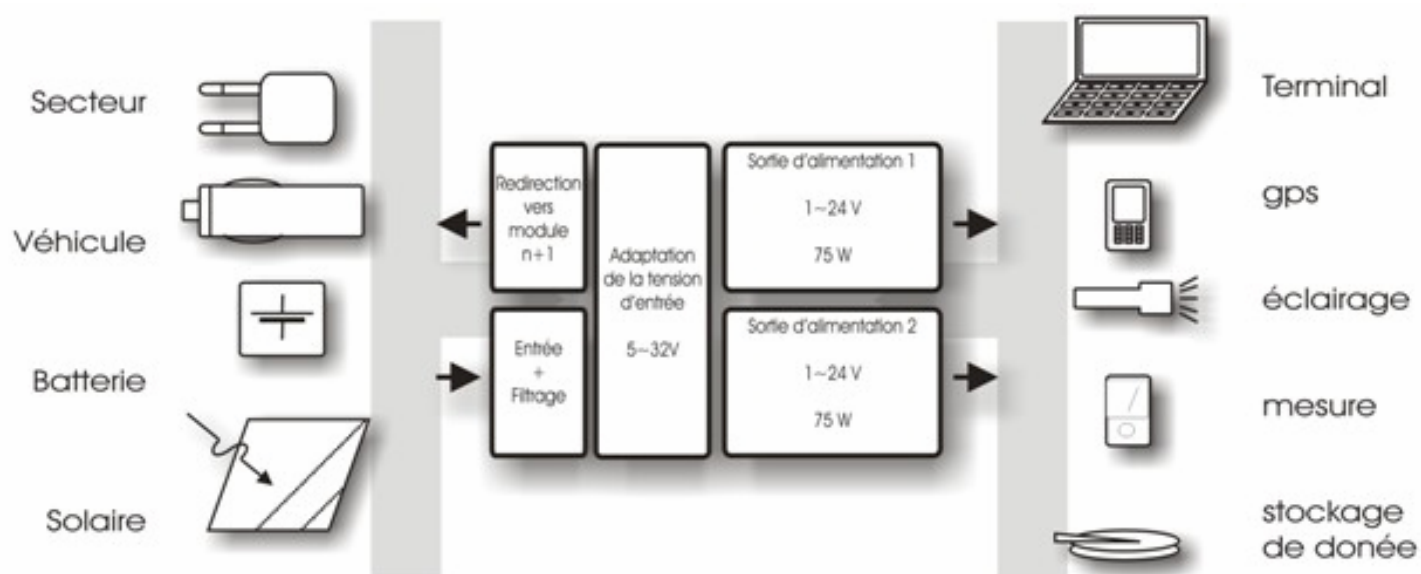 Secteur
Véhicule
Batterie
Solaire
Redirection
vers
module
n+1
Entrée
+
Filtrage
Adaptation
de la tension
d'entrée
5~32V
Sortie d'alimentation 1
1~24 V
75 W
Sortie d'alimentation 2
1~24 V
75 W
Terminal
gps
éclairage
mesure
stockage
de donée